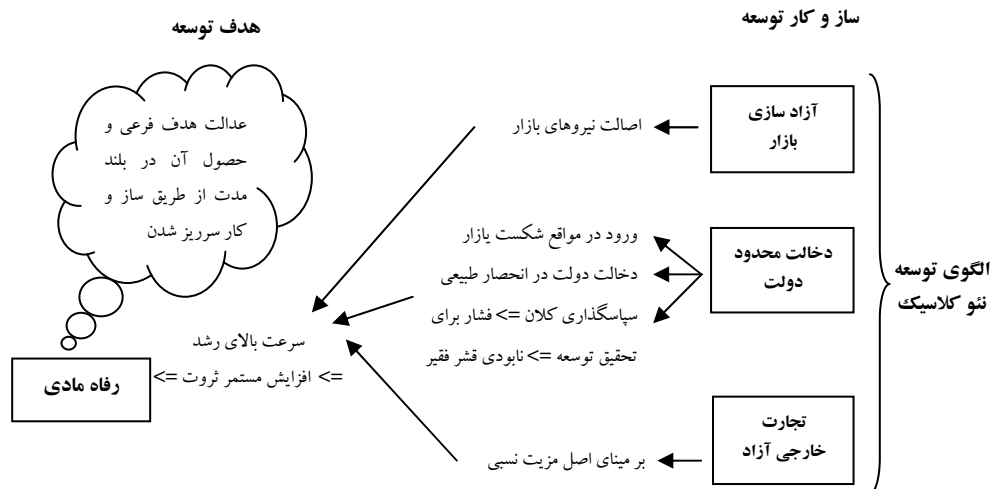 ساز و کار توسعه
هدف توسعه
الگوی توسعه
نئو کلاسیک
آزاد سازی
بازار
اصالت نیروهای بازار
دخالت محدود
دولت
ورود در مواقع شکست یازار
دخالت دولت در انحصار طبیعی
سپاسگذاری کلان => فشار برای
تحقیق توسعه => نابودی قشر فقیر
تجارت
خارجی آزاد
بر مینای اصل مزیت نسبی
سرعت بالای رشد
=> افزایش مستمر ثروت =>
رفاه مادی
عدالت هدف فرعی و
حصول آن در بلند
مدت از طریق ساز و
کار سرریز شدن